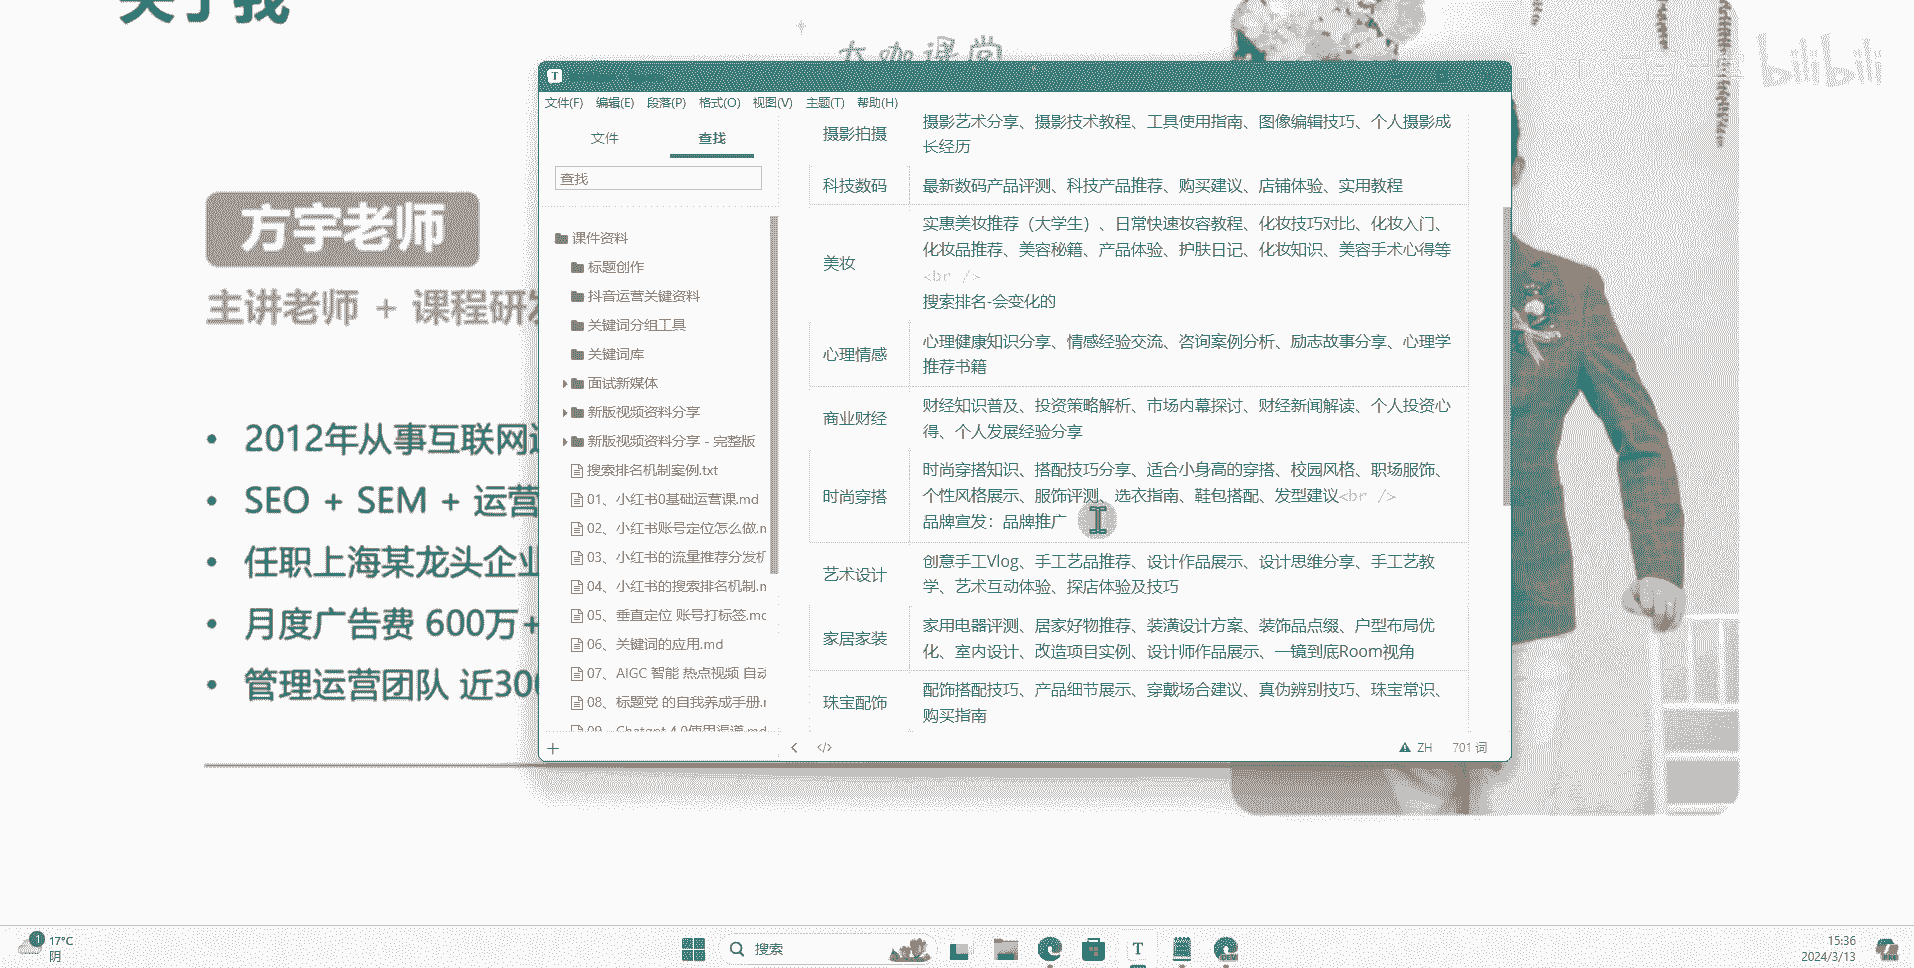 关于我
大咖课堂
bilibili
方宇老师
主讲老师 + 课程研发
2012年从事互联网运
SEO + SEM + 运营
任职上海某龙头企业
月度广告费 600万+
管理运营团队 近300
文件(F) 编辑(E) 段落(P) 格式(O) 视图(V) 主题(T) 帮助(H)
文件 查找
查找
课件资料
标题创作
抖音运营关键资料
关键词分组工具
关键词库
面试新媒体
新版视频资料分享
新版视频资料分享 - 完整版
搜索排名机制案例.txt
01、小红书0基础运营课.md
02、小红书账号定位怎么做.m
03、小红书的流量推荐分发机
04、小红书的搜索排名机制.m
05、垂直定位 账号打标签.mc
06、关键词的应用.md
07、AIGC 智能 热点视频 自动
08、标题党 的自我养成手册.m
09、Chatgpt 4.0使用渠道.md
摄影拍摄
摄影艺术分享、摄影技术教程、工具使用指南、图像编辑技巧、个人摄影成
长经历
科技数码
最新数码产品评测、科技产品推荐、购买建议、店铺体验、实用教程
美妆
实惠美妆推荐（大学生）、日常快速妆容教程、化妆技巧对比、化妆入门、
化妆品推荐、美容秘籍、产品体验、护肤日记、化妆知识、美容手术心得等
<br />
搜索排名-会变化的
心理情感
心理健康知识分享、情感经验交流、咨询案例分析、励志故事分享、心理学
推荐书籍
商业财经
财经知识普及、投资策略解析、市场内幕探讨、财经新闻解读、个人投资心
得、个人发展经验分享
时尚穿搭
时尚穿搭知识、搭配技巧分享、适合小身高的穿搭、校园风格、职场服饰、
个性风格展示、服饰评测、选衣指南、鞋包搭配、发型建议<br />
品牌宣发：品牌推广
艺术设计
创意手工Vlog、手工艺品推荐、设计作品展示、设计思维分享、手工艺教
学、艺术互动体验、探店体验及技巧
家居家装
家用电器评测、居家好物推荐、装潢设计方案、装饰品点缀、户型布局优
化、室内设计、改造项目实例、设计师作品展示、一镜到底Room视角
珠宝配饰
配饰搭配技巧、产品细节展示、穿戴场合建议、真伪辨别技巧、珠宝常识、
购买指南
ZH 701 词
1
17°C
阴
搜索
15:36
2024/3/13